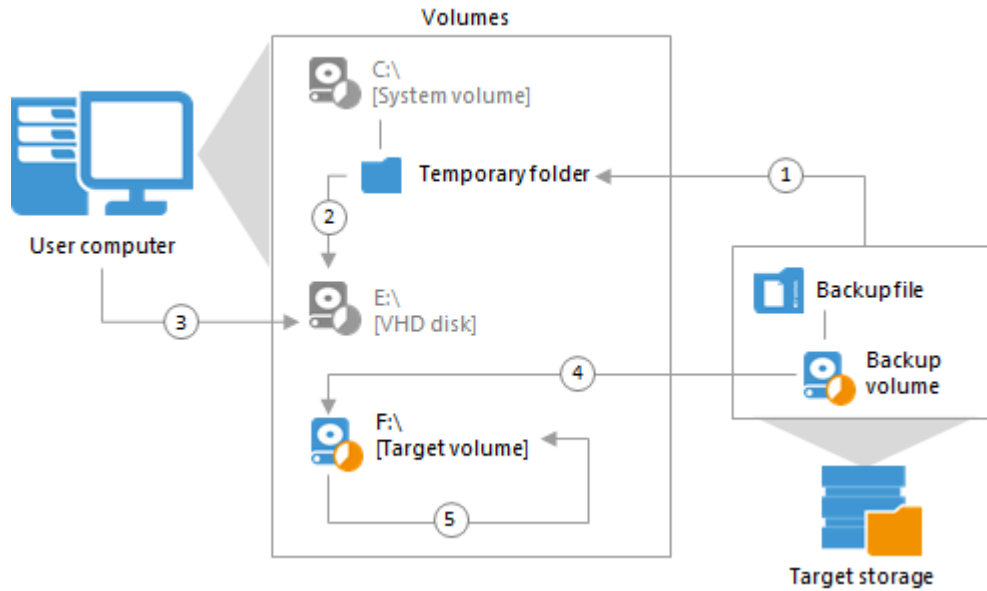 Volumes
C:\
[System volume]
Temporary folder
1
2
User computer
Backup file
E:\
[VHD disk]
3
Backup
volume
4
F:\
[Target volume]
5
Target storage